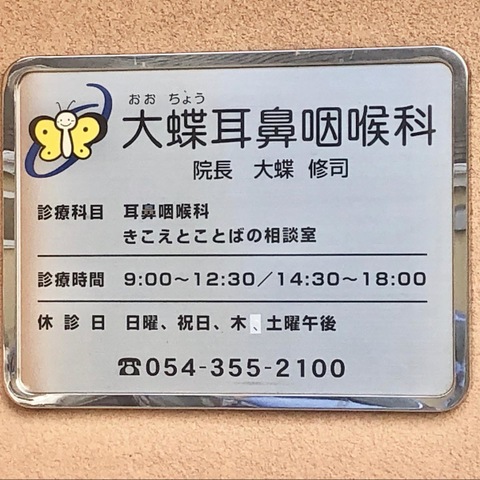 おお ちょう
大蝶耳鼻咽喉科
院長 大蝶 修司
診療科目 耳鼻咽喉科
きこえとことばの相談室
診療時間 9:00～12:30／14:30～18:00
休診日 日曜、祝日、木、土曜午後
☎054-355-2100